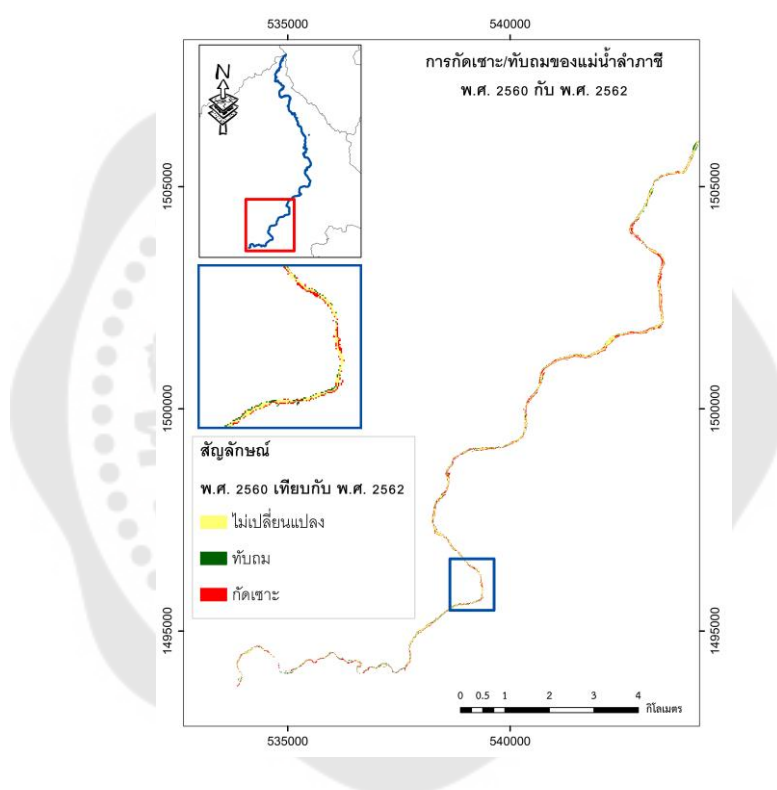 535000 540000
การกัดเซาะ/ทับถมของแม่น้ำลำภาชี
พ.ศ. 2560 กับ พ.ศ. 2562
N
1505000 1505000
1500000 1500000
สัญลักษณ์
พ.ศ. 2560 เทียบกับ พ.ศ. 2562
ไม่เปลี่ยนแปลง
ทับถม
กัดเซาะ
1495000 1495000
0 0.5 1 2 3 4
กิโลเมตร
535000 540000